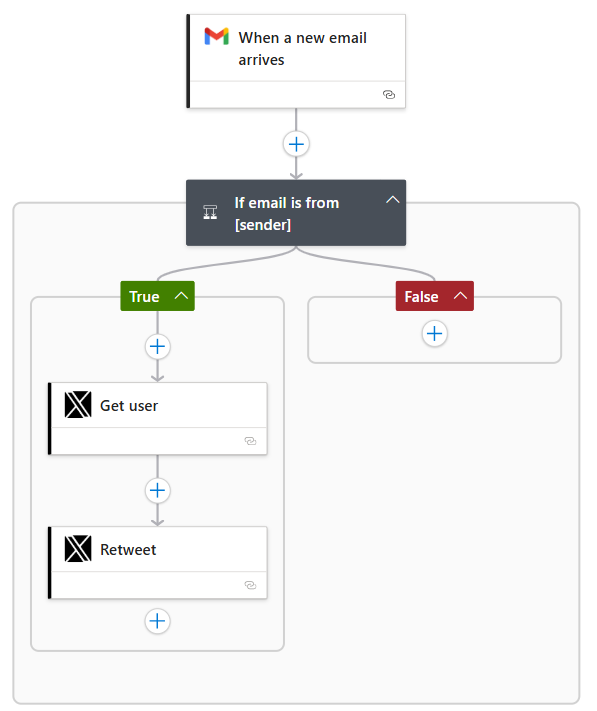 When a new email
arrives
If email is from
[sender]
True
False
Get user
Retweet